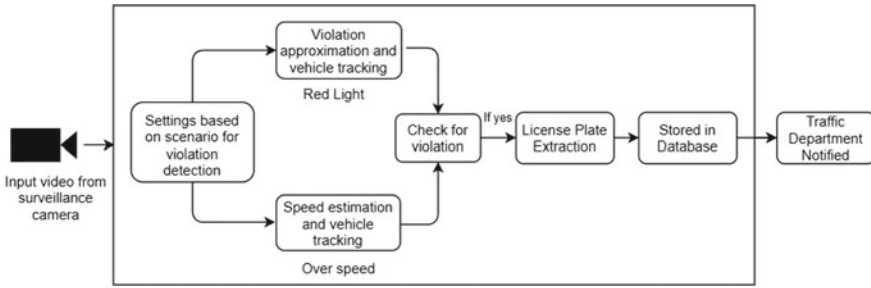 Input video from
surveillance
camera
Settings based
on scenario for
violation
detection
Violation
approximation and
vehicle tracking
Red Light
Speed estimation
and vehicle
tracking
Over speed
Check for
violation
If yes
License Plate
Extraction
Stored in
Database
Traffic
Department
Notified